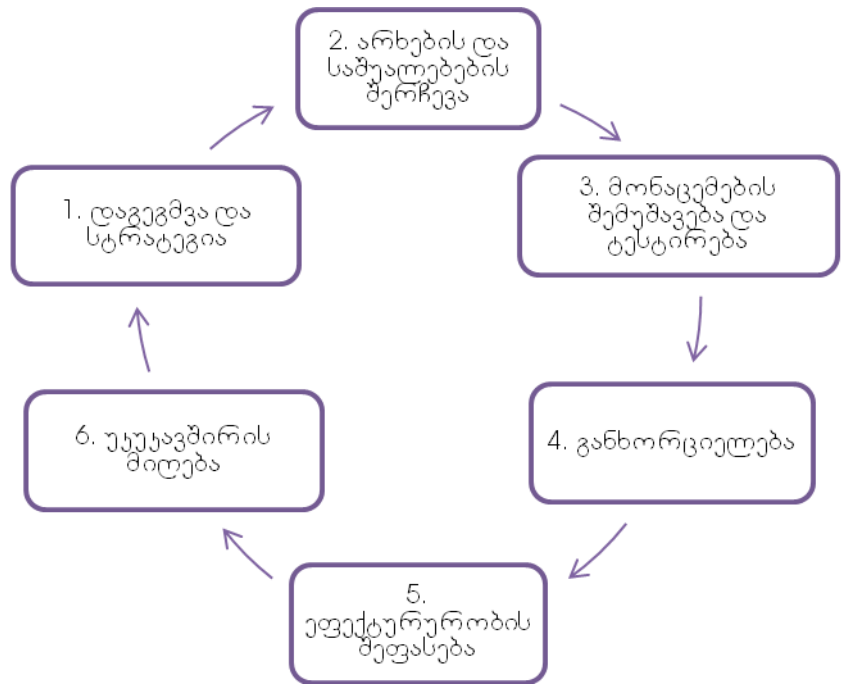 1. დაგეგმვა და
სტრატეგია
2. არხების და
საშუალებების
შერჩევა
3. მონაცემების
შემუშავება და
ტესტირება
4. განხორციელება
5.
ეფექტურურობის
შეფასება
6. უკუკავშირის
მიღება